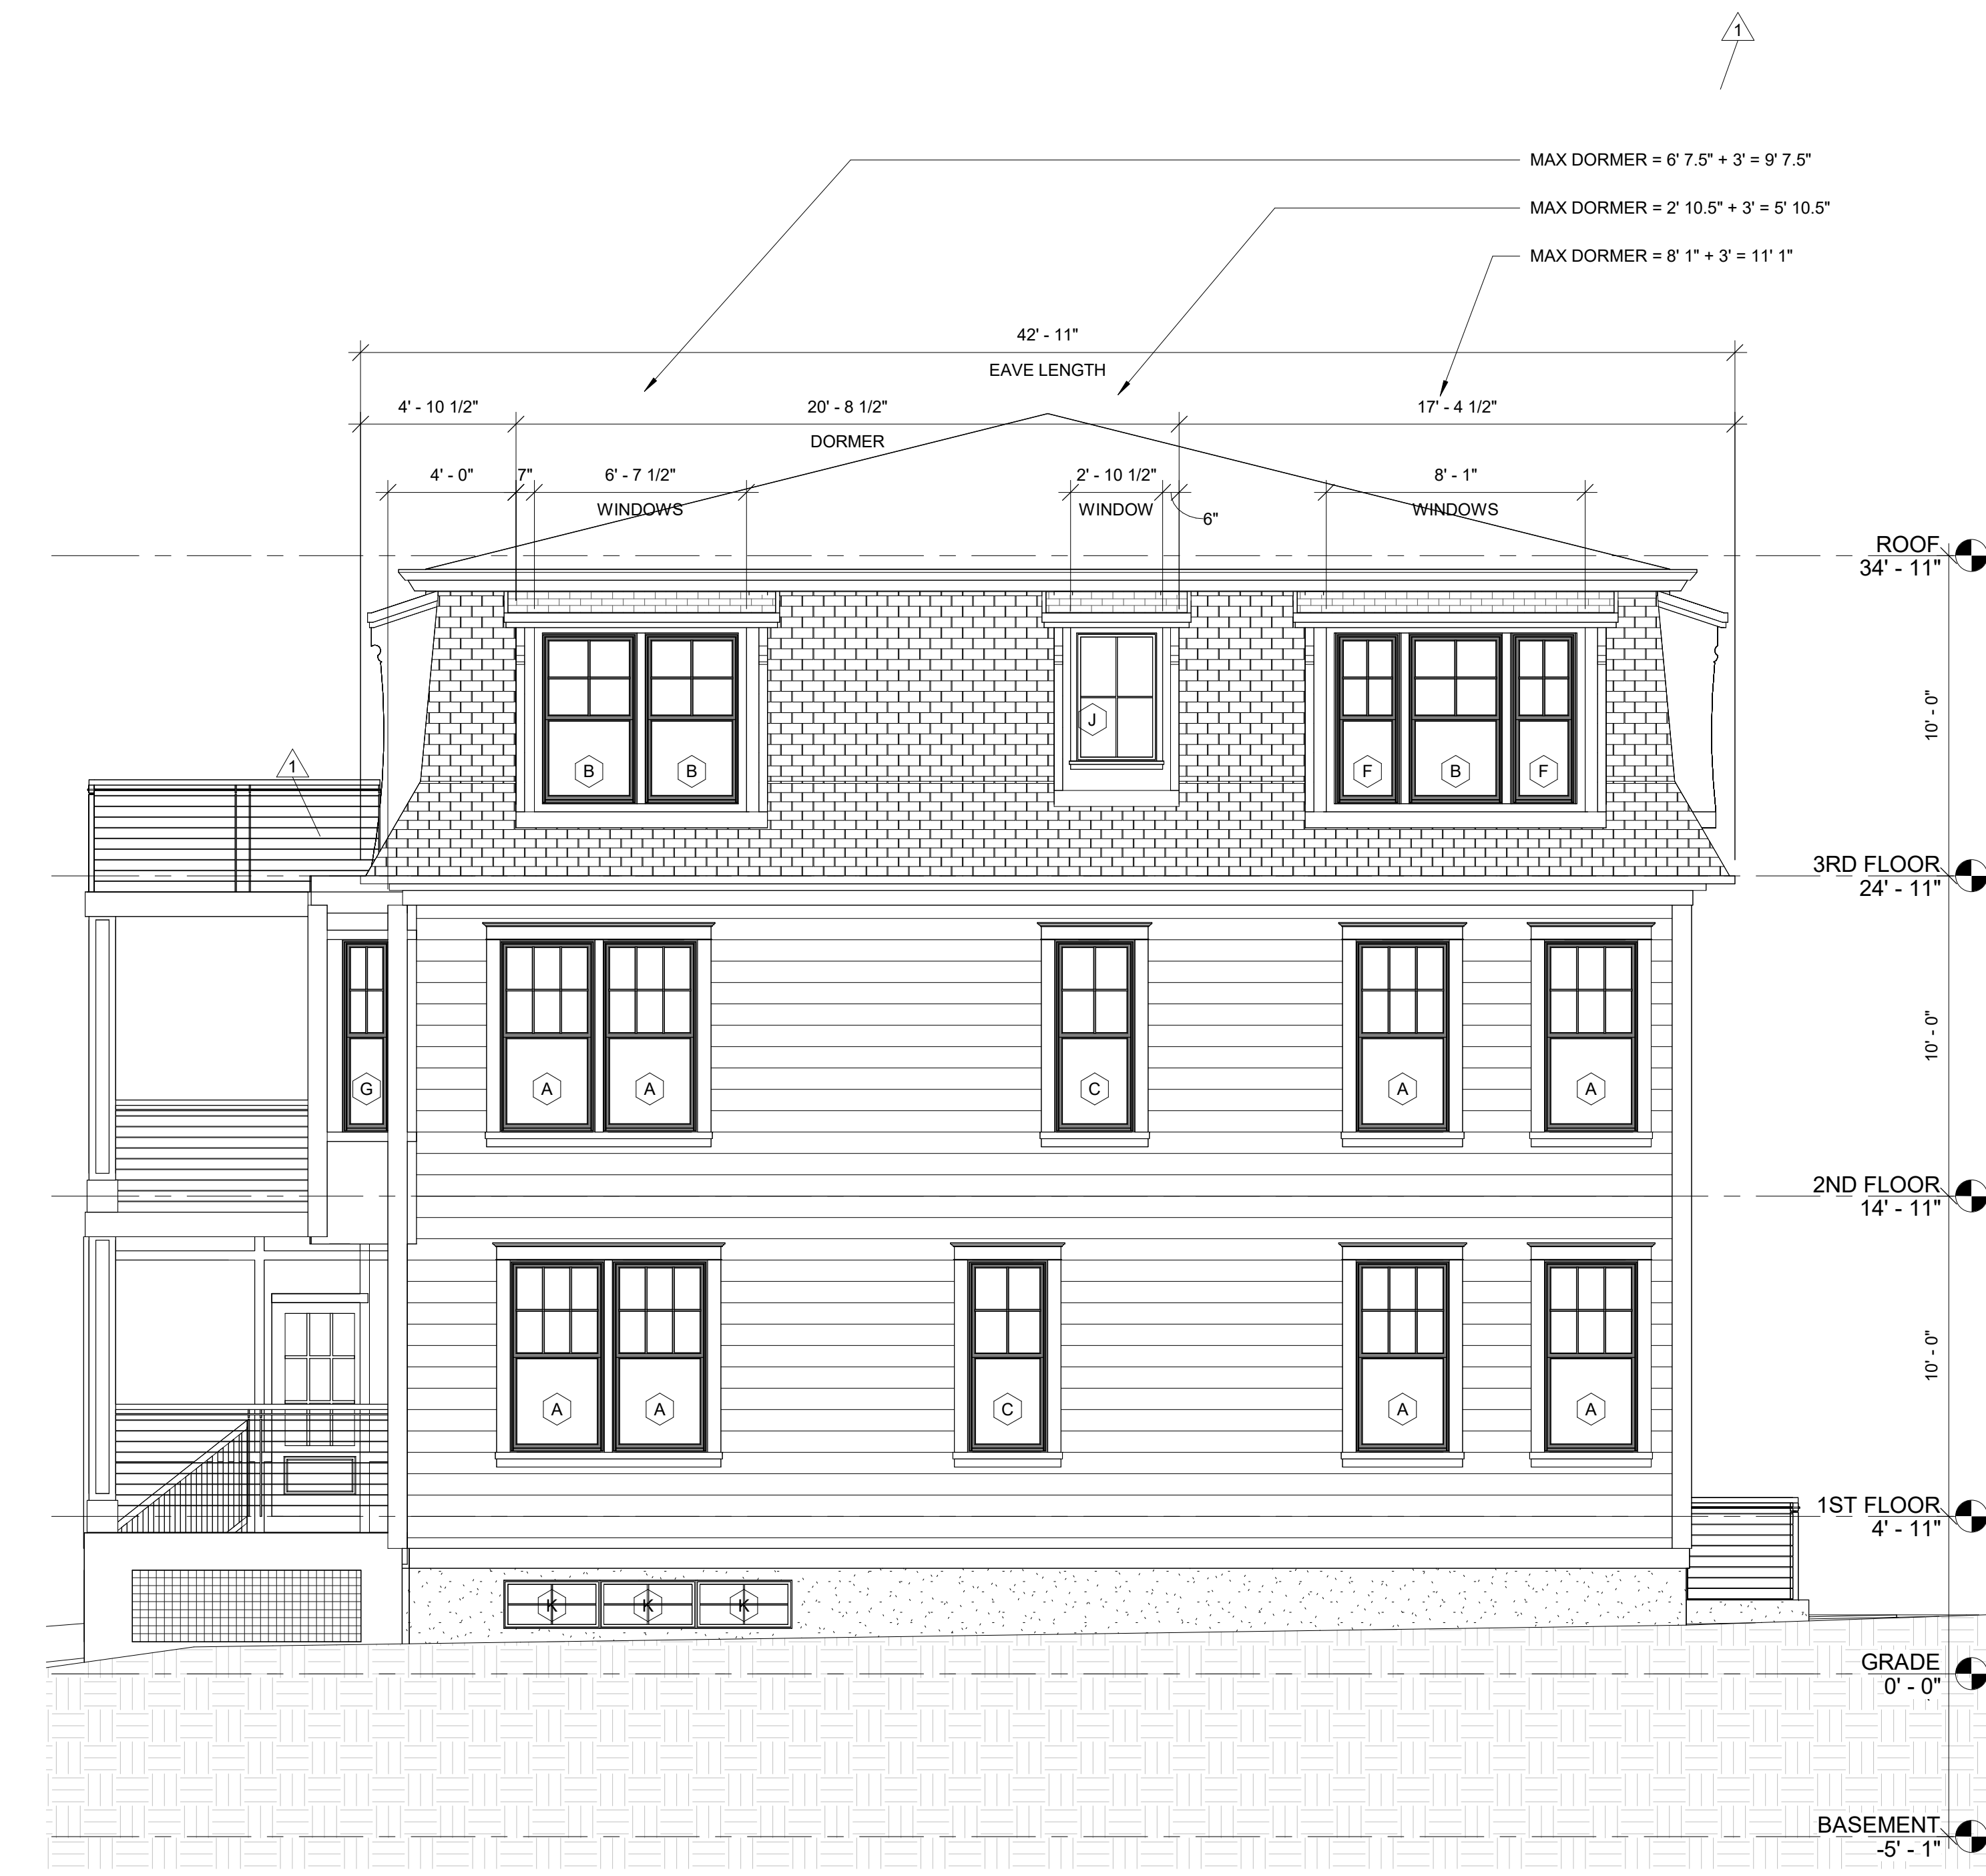 1
MAX DORMER = 6' 7.5" + 3' = 9' 7.5"
MAX DORMER = 2' 10.5" + 3' = 5' 10.5"
MAX DORMER = 8' 1" + 3' = 11' 1"
42' - 11"
EAVE LENGTH
4' - 10 1/2"
20' - 8 1/2"
17' - 4 1/2"
DORMER
4' - 0"
7"
6' - 7 1/2"
2' - 10 1/2"
8' - 1"
WINDOWS
WINDOW
6"
WINDOWS
ROOF
34' - 11"
10' - 0"
J
B
B
F
B
F
1
3RD FLOOR
24' - 11"
10' - 0"
G
A
A
C
A
A
2ND FLOOR
14' - 11"
10' - 0"
A
A
C
A
A
1ST FLOOR
4' - 11"
K
K
K
GRADE
0' - 0"
BASEMENT
-5' - 1"